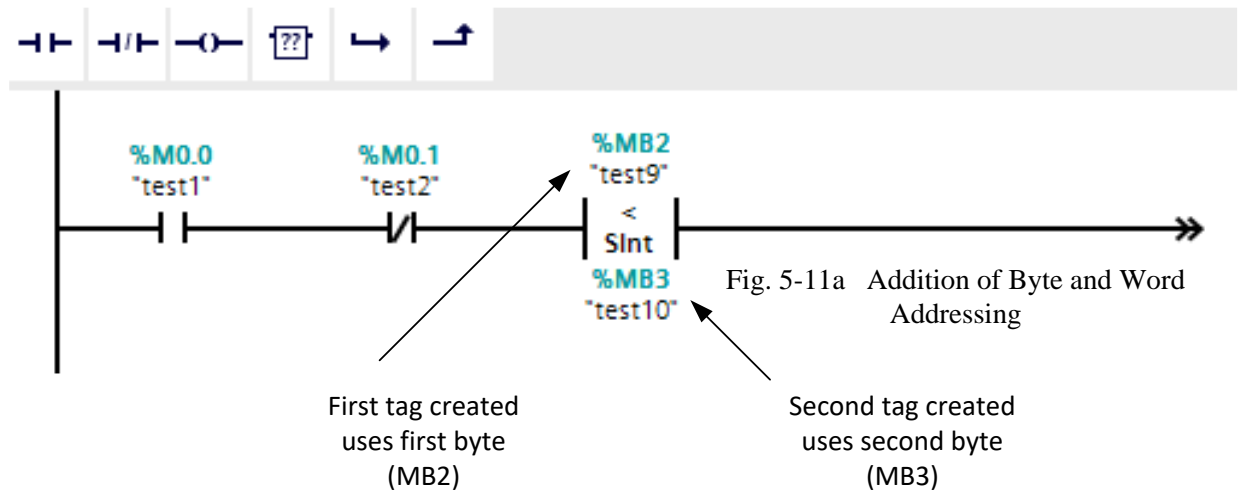 ??
%M0.0
"test1"
%M0.1
"test2"
%MB2
"test9"
<
SInt
%MB3
"test10"
Fig. 5-11a Addition of Byte and Word
Addressing
First tag created
uses first byte
(MB2)
Second tag created
uses second byte
(MB3)